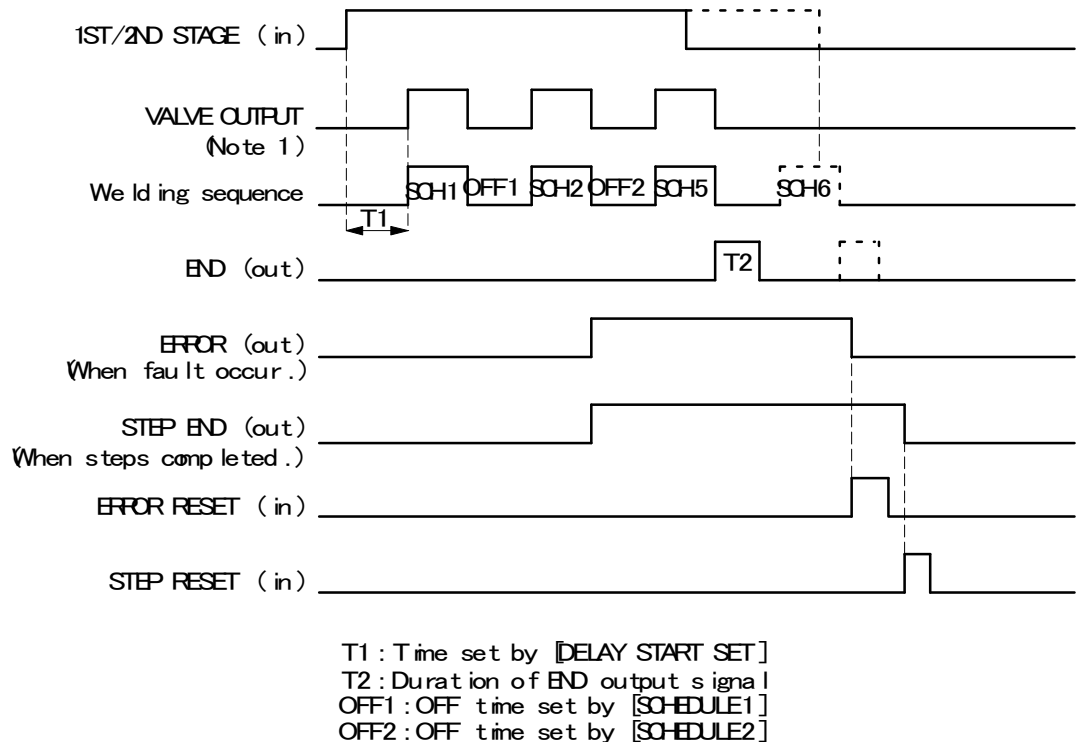 1ST/2ND STAGE (in)
VALVE OUTPUT
(Note 1)
Welding sequence
SCH1 OFF1 SCH2 OFF2 SCH5 SCH6
T1
END (out)
T2
ERROR (out)
(When fault occur.)
STEP END (out)
(When steps completed.)
ERROR RESET (in)
STEP RESET (in)
T1:Time set by [DELAY START SET]
T2:Duration of END output signal
OFF1:OFF time set by [SCHEDULE1]
OFF2:OFF time set by [SCHEDULE2]